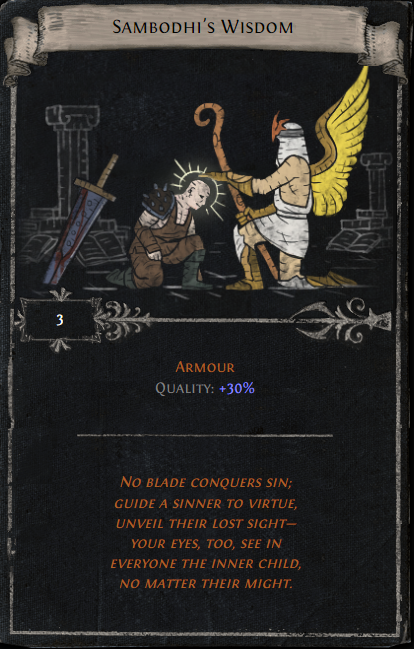 Sambodhi's Wisdom
3
Armour
Quality: +30%
No blade conquers sin;
guide a sinner to virtue,
unveil their lost sight—
your eyes, too, see in
everyone the inner child,
no matter their might.